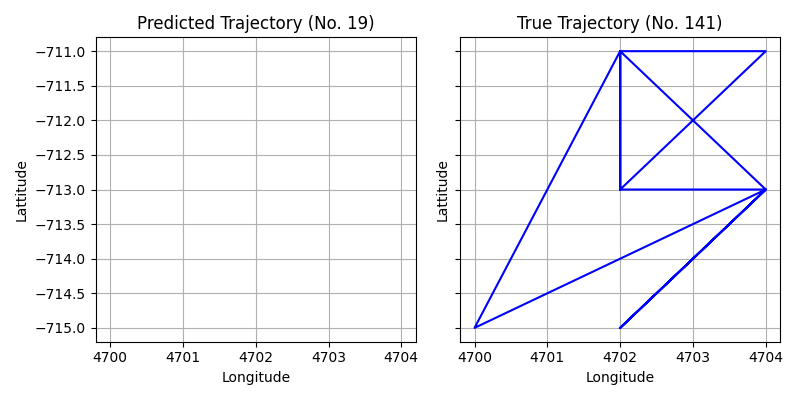 Predicted Trajectory (No. 19)
True Trajectory (No. 141)
Lattitude
−711.0
−711.5
−712.0
−712.5
−713.0
−713.5
−714.0
−714.5
−715.0
4700 4701 4702 4703 4704
Longitude
Lattitude
4700 4701 4702 4703 4704
Longitude